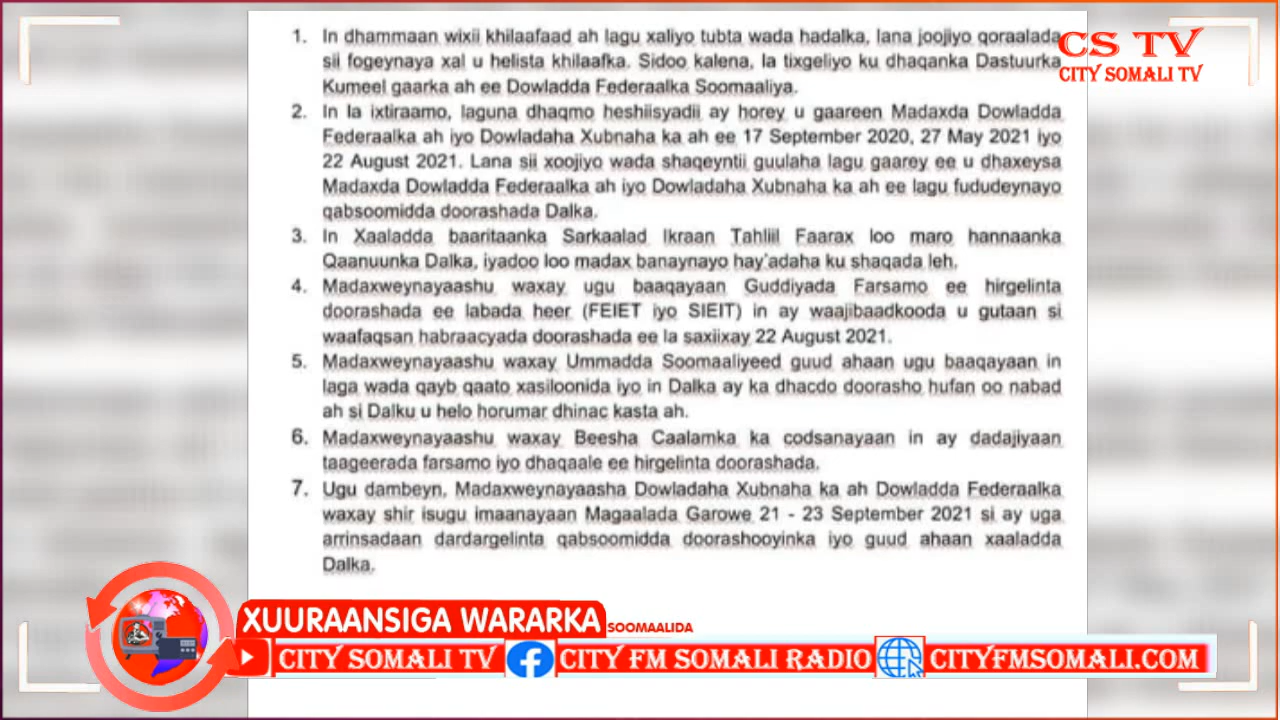 CS TV
CITY SOMALI TV
1. In dhammaan wixii khilaafaad ah lagu xaliyo tubta wada hadalka, lana joojiyo qoraalada
sii fogeynaya xal u helista khilaafka. Sidoo kalena, la tixgeliyo ku dhaqanka Dastuurka
Kumeel gaarka ah ee Dowladda Federaalka Soomaaliya.
2. In la ixtiraamo, laguna dhaqmo heshiisyadii ay horey u gaareen Madaxda Dowladda
Federaalka ah iyo Dowladaha Xubnaha ka ah ee 17 September 2020, 27 May 2021 iyo
22 August 2021. Lana sii xoojiyo wada shaqeyntii guulaha lagu gaarey ee u dhaxeysa
Madaxda Dowladda Federaalka ah iyo Dowladaha Xubnaha ka ah ee lagu fududeynayo
qabsoomidda doorashada Dalka.
3. In Xaaladda baaritaanka Sarkaalad Ikraan Tahliil Faarax loo maro hannaanka
Qaanuunka Dalka, iyadoo loo madax banaynayo hay'adaha ku shaqada leh.
4. Madaxweynayaashu waxay ugu baaqayaan Guddiyada Farsamo ee hirgelinta
doorashada ee labada heer (FEIET iyo SIEIT) in ay waajibaadkooda u gutaan si
waafaqsan habraacyada doorashada ee la saxiixay 22 August 2021.
5. Madaxweynayaashu waxay Ummadda Soomaaliyeed guud ahaan ugu baaqayaan in
laga wada qayb qaato xasiloonida iyo in Dalka ay ka dhacdo doorasho hufan oo nabad
ah si Dalku u helo horumar dhinac kasta ah.
6. Madaxweynayaashu waxay Beesha Caalamka ka codsanayaan in ay dadajiyaan
taageerada farsamo iyo dhaqaale ee hirgelinta doorashada.
7. Ugu dambeyn, Madaxweynayaasha Dowladaha Xubnaha ka ah Dowladda Federaalka
waxay shir isugu imaanayaan Magaalada Garowe 21 - 23 September 2021 si ay uga
arrinsadaan dardargelinta qabsoomidda doorashooyinka iyo guud ahaan xaaladda
Dalka.
XUURAANSIGA WARARKA
SOOMAALIDA
CITY SOMALI TV CITY FM SOMALI RADIO CITYFMSOMALI.COM